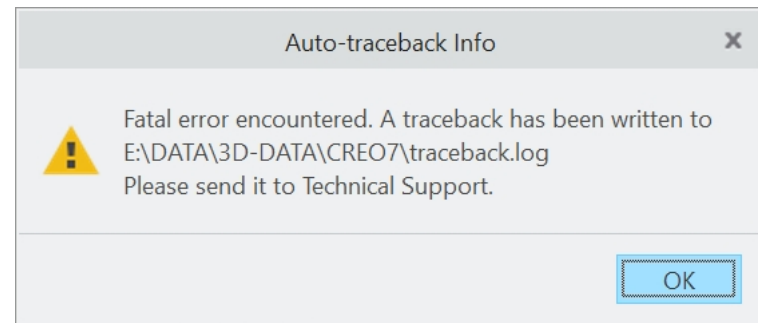 Auto-traceback Info
Fatal error encountered. A traceback has been written to
E:\DATA\3D-DATA\CREO7\traceback.log
Please send it to Technical Support.
OK